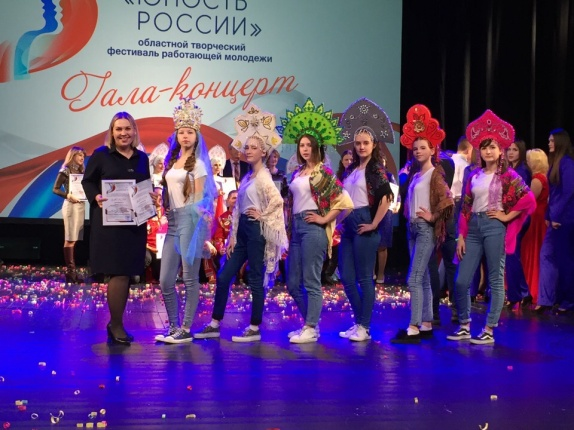 «ЮНОСТЬ
РОССИИ»
областной творческий
фестиваль работающей молодежи
Гала-концерт